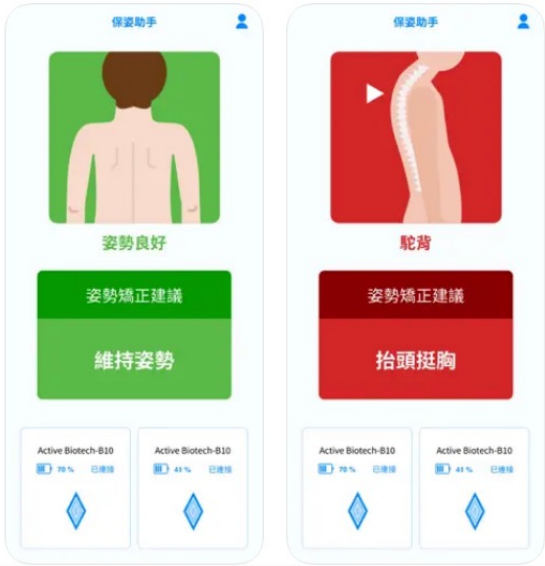 保姿助手
姿勢良好
姿勢矯正建議
維持姿勢
Active Biotech-B10
70 %
已連接
Active Biotech-B10
41 %
已連接
保姿助手
駝背
姿勢矯正建議
抬頭挺胸
Active Biotech-B10
70 %
已連接
Active Biotech-B10
41 %
已連接